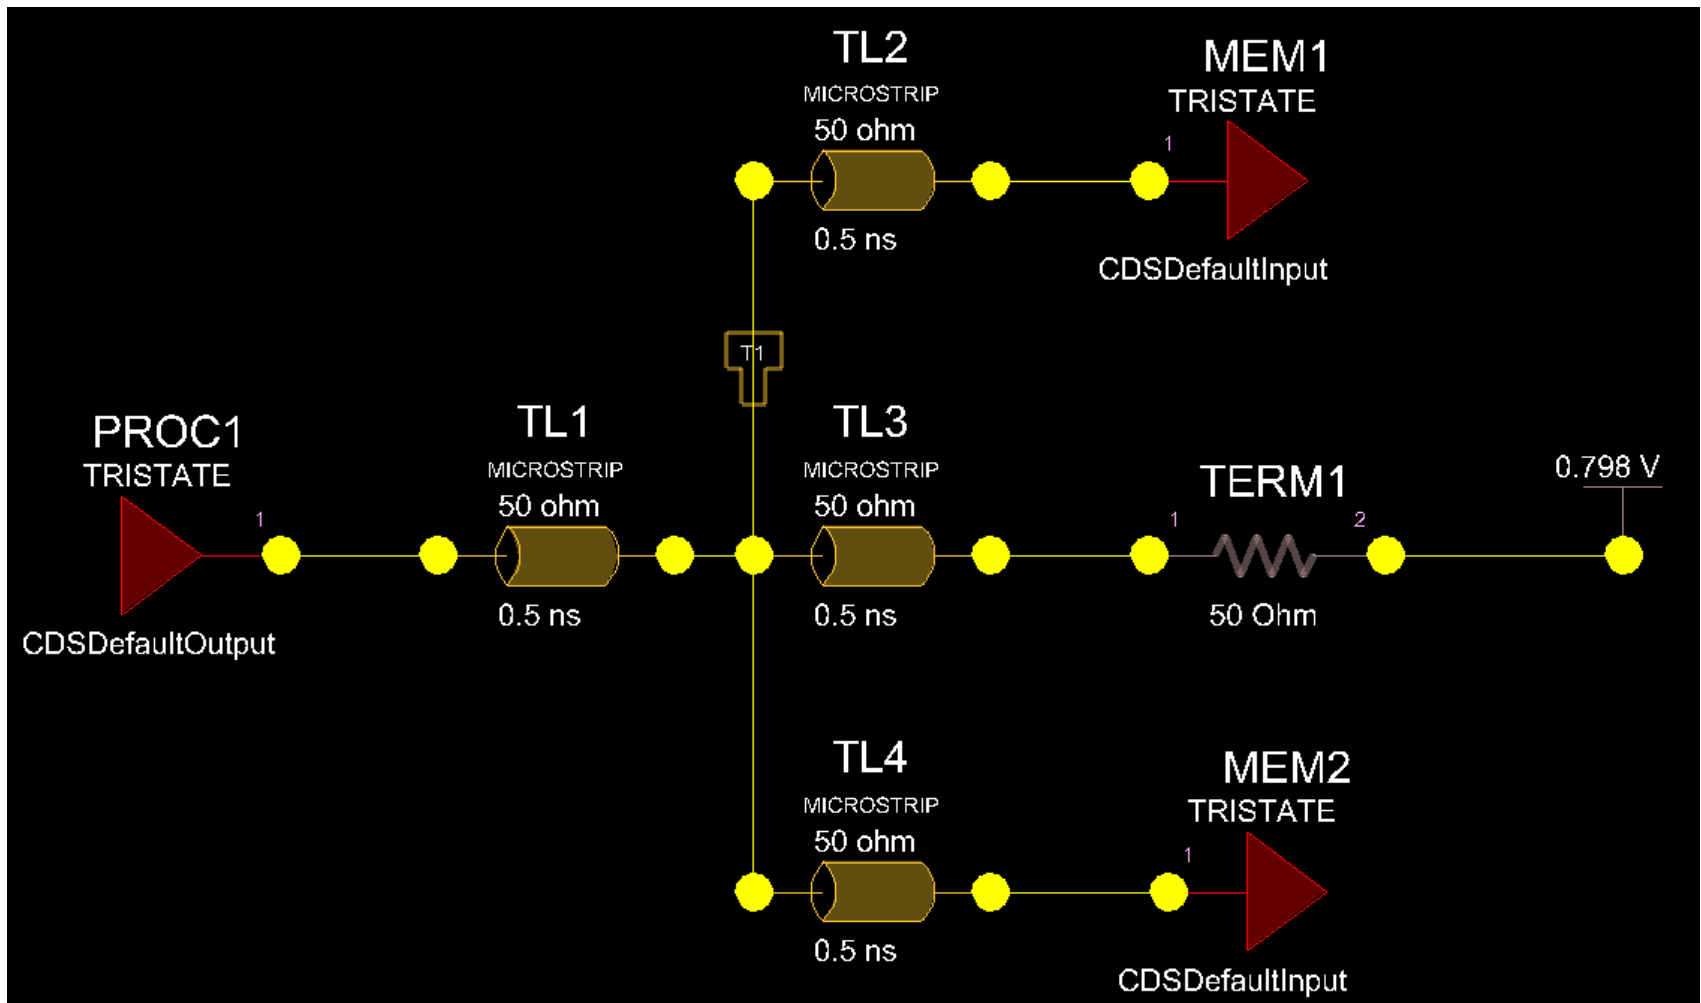 TL2
MICROSTRIP
50 ohm
0.5 ns
MEM1
TRISTATE
1
CDSDefaultInput
T1
PROC1
TRISTATE
1
CDSDefaultOutput
TL1
MICROSTRIP
50 ohm
0.5 ns
TL3
MICROSTRIP
50 ohm
0.5 ns
TERM1
1
2
50 Ohm
0.798 V
TL4
MICROSTRIP
50 ohm
0.5 ns
MEM2
TRISTATE
1
CDSDefaultInput